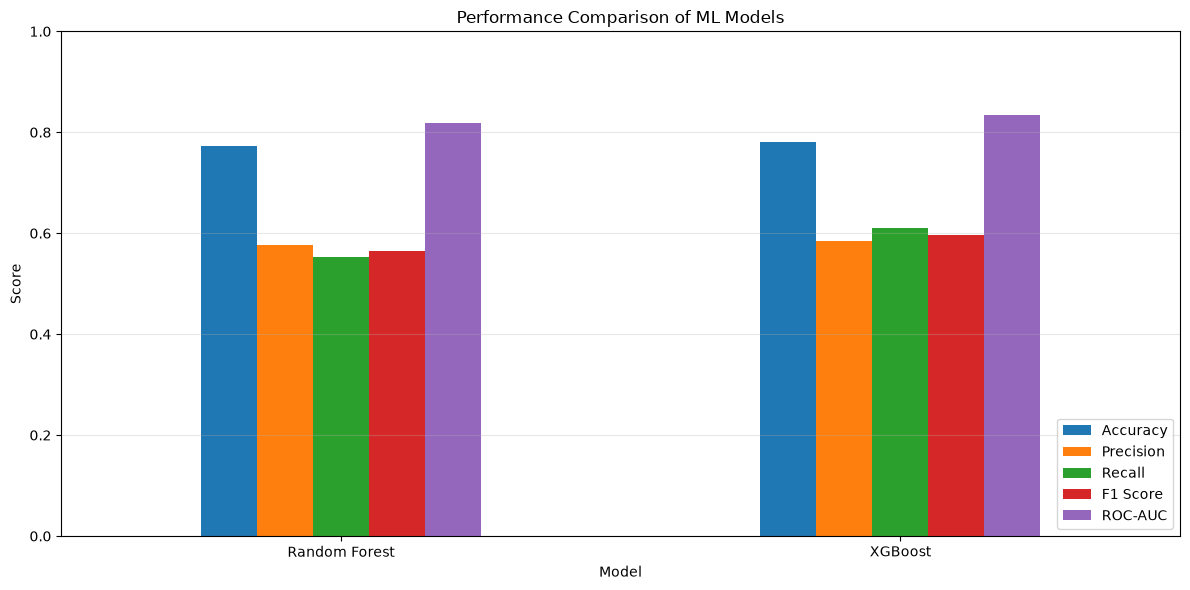 Performance Comparison of ML Models
1.0
0.8
0.6
0.4
0.2
0.0
Score
Random Forest
XGBoost
Model
Accuracy
Precision
Recall
F1 Score
ROC-AUC